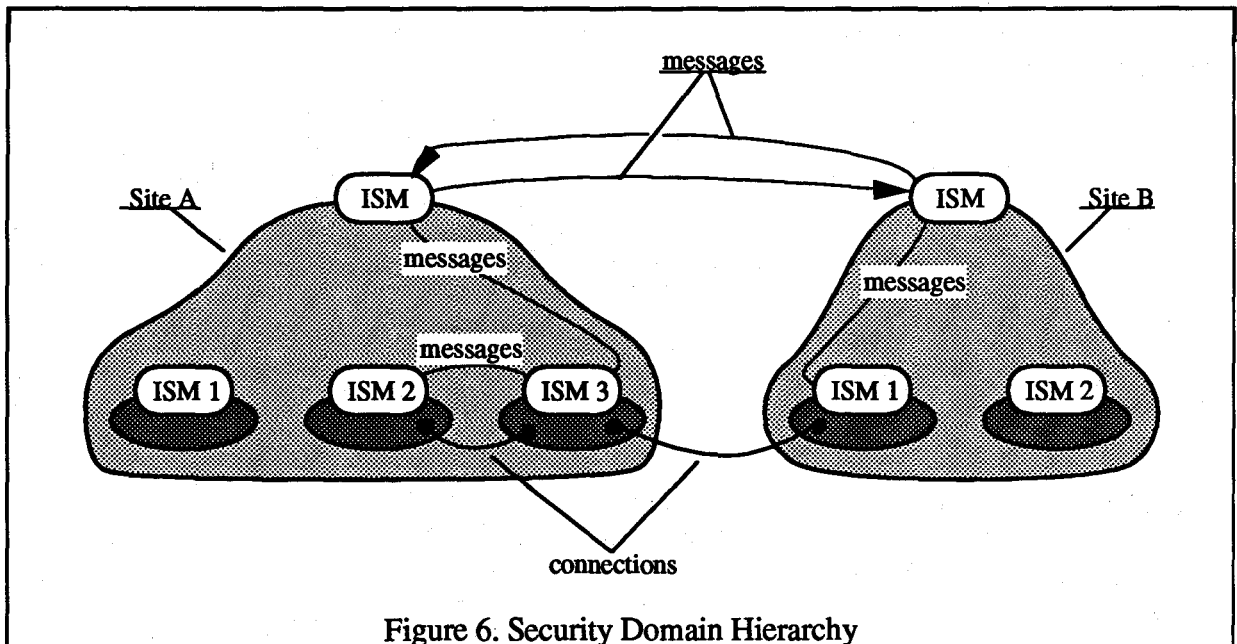 messages
Site A
ISM
ISM
Site B
messages
messages
messages
ISM 1
ISM 2
ISM 3
ISM 1
ISM 2
connections
Figure 6. Security Domain Hierarchy